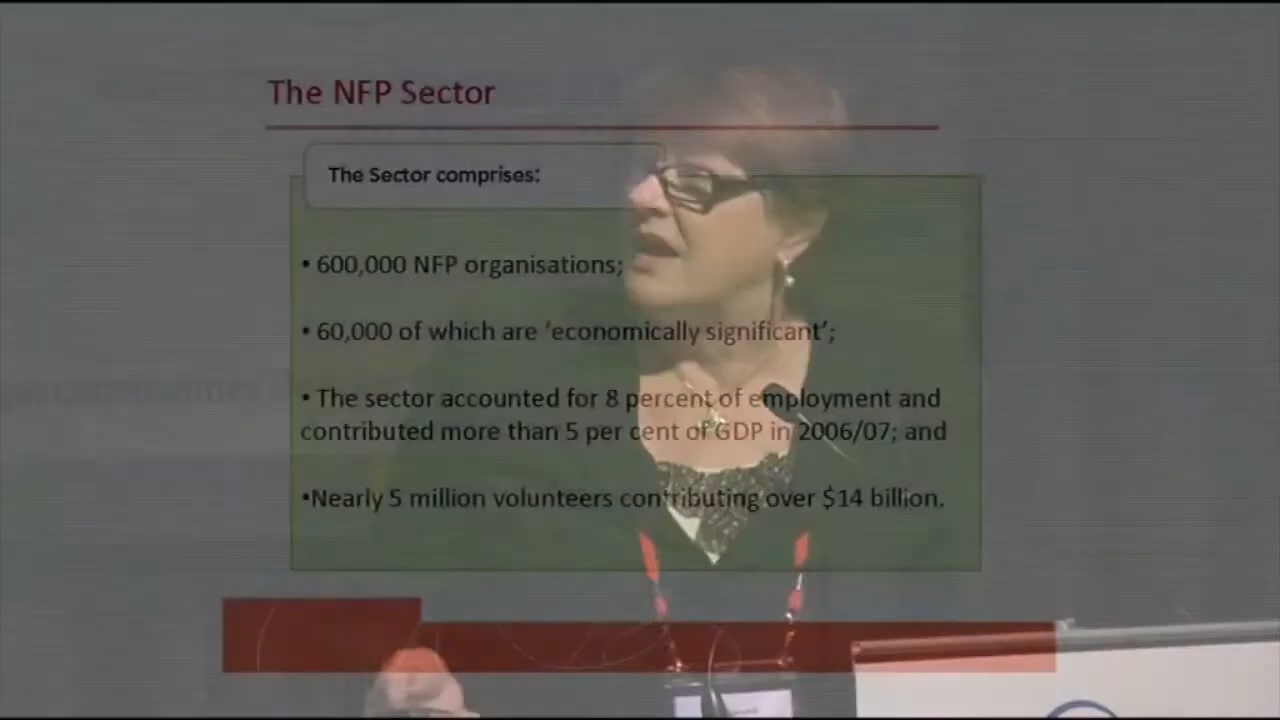 The NFP Sector
The Sector comprises:
• 600,000 NFP organisations;
• 60,000 of which are ‘economically significant’;
• The sector accounted for 8 percent of employment and
contributed more than 5 per cent of GDP in 2006/07; and
•Nearly 5 million volunteers contributing over $14 billion.